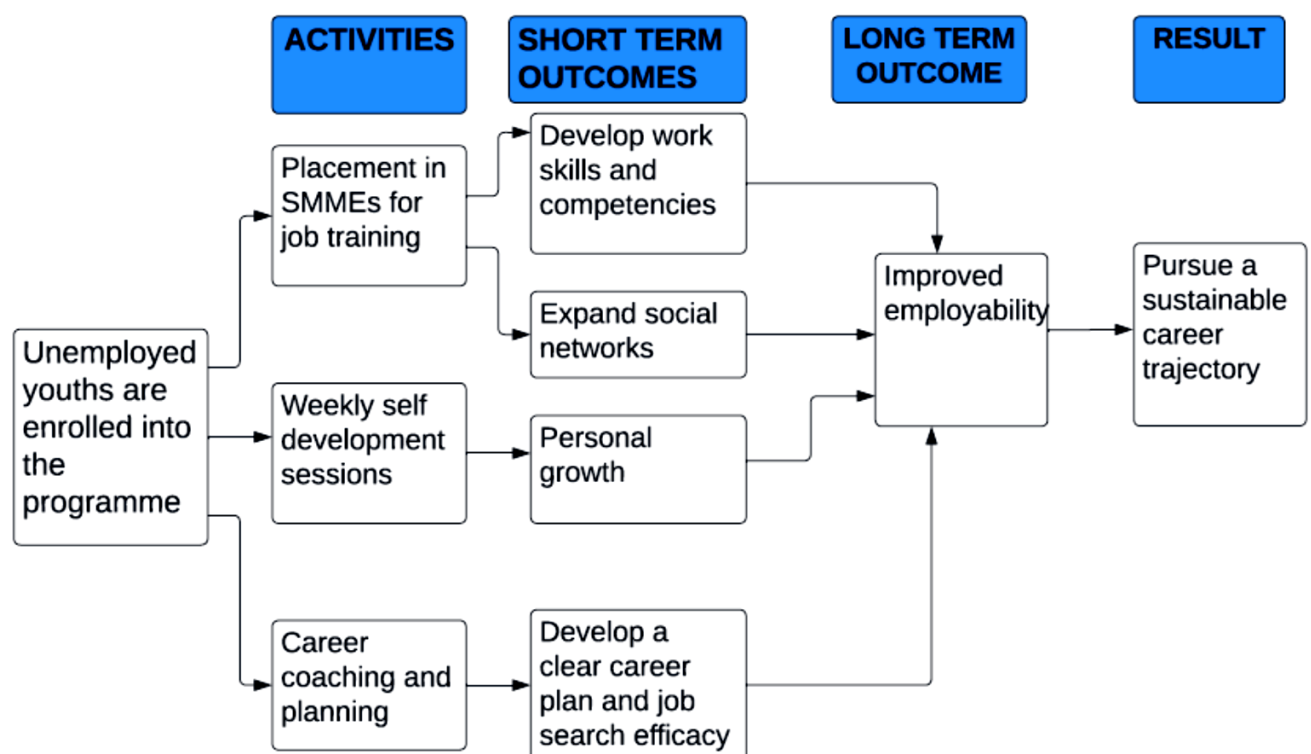 ACTIVITIES
SHORT TERM
OUTCOMES
LONG TERM
OUTCOME
RESULT
Unemployed
youths are
enrolled into
the
programme
Placement in
SMMEs for
job training
Weekly self
development
sessions
Career
coaching and
planning
Develop work
skills and
competencies
Expand social
networks
Personal
growth
Develop a
clear career
plan and job
search efficacy
Improved
employability
Pursue a
sustainable
career
trajectory